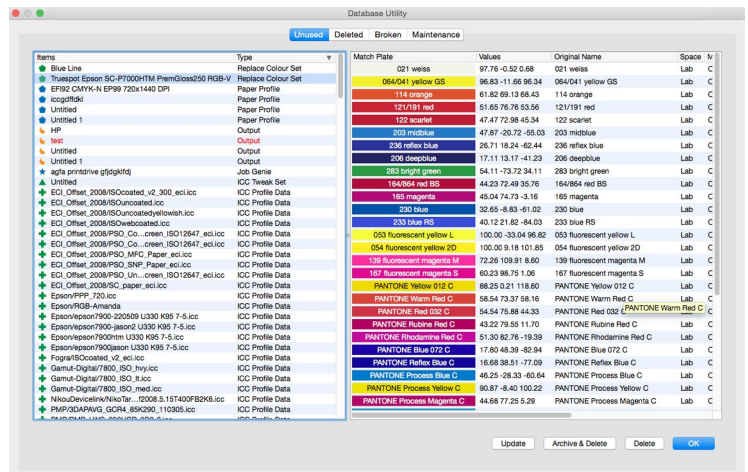 Database Utility
Unused Deleted Broken Maintenance
Items Type
Blue Line Replace Colour Set
Truespot Epson SC-P7000HTM PremGloss250 RGB-V Replace Colour Set
EFI92 CMYK-N EP99 720x1440 DPI Paper Profile
iccgdffdkl Paper Profile
Untitled Paper Profile
Untitled 1 Paper Profile
HP Output
test Output
Untitled Output
Untitled 1 Output
agfa printdrive gfjdgklfdj Job Genie
Untitled ICC Tweak Set
ECI_Offset_2008/ISOcoated_v2_300_eci.icc ICC Profile Data
ECI_Offset_2008/ISOuncoated.icc ICC Profile Data
ECI_Offset_2008/ISOuncoatedyellowish.icc ICC Profile Data
ECI_Offset_2008/ISOwebcoated.icc ICC Profile Data
ECI_Offset_2008/PSO_Co...creen_ISO12647_eci.icc ICC Profile Data
ECI_Offset_2008/PSO_Co...creen_ISO12647_eci.icc ICC Profile Data
ECI_Offset_2008/PSO_MFC_Paper_eci.icc ICC Profile Data
ECI_Offset_2008/PSO_SNP_Paper_eci.icc ICC Profile Data
ECI_Offset_2008/PSO_Un...creen_ISO12647_eci.icc ICC Profile Data
ECI_Offset_2008/SC_paper_eci.icc ICC Profile Data
Epson/PPP_720.icc ICC Profile Data
Epson/RGB-Amanda ICC Profile Data
Epson/epson7900-220509 U330 K95 7-5.icc ICC Profile Data
Epson/epson7900-jason2 U330 K95 7-5.icc ICC Profile Data
Epson/epson7900htm U330 K95 7-5.icc ICC Profile Data
Epson/epson7900jason U330 K95 7-5.icc ICC Profile Data
Fogra/ISOcoated_v2_eci.icc ICC Profile Data
Gamut-Digital/7800_ISO_hvy.icc ICC Profile Data
Gamut-Digital/7800_ISO_lt.icc ICC Profile Data
Gamut-Digital/7800_ISO_med.icc ICC Profile Data
NikouDevicelink/NikoTar...f2008.5.15T400FB2K6.icc ICC Profile Data
PMP/3DAPAVG_GCR4_85K290_110305.icc ICC Profile Data
Match Plate Values Original Name Space M
021 weiss 97.76 -0.52 0.68 021 weiss Lab C
064/041 yellow GS 96.83 -11.66 96.34 064/041 yellow GS Lab C
114 orange 61.82 69.13 68.43 114 orange Lab C
121/191 red 51.65 76.76 53.56 121/191 red Lab C
122 scarlet 47.47 72.98 45.34 122 scarlet Lab C
203 midblue 47.87 -20.72 -55.03 203 midblue Lab C
236 reflex blue 26.71 18.24 -62.44 236 reflex blue Lab C
206 deepblue 17.11 13.17 -41.23 206 deepblue Lab C
283 bright green 54.11 -73.72 34.11 283 bright green Lab C
164/864 red BS 44.23 72.49 35.76 164/864 red BS Lab C
165 magenta 45.04 74.73 -3.16 165 magenta Lab C
230 blue 32.65 -8.83 -61.02 230 blue Lab C
233 blue RS 40.12 21.82 -84.03 233 blue RS Lab C
053 fluorescent yellow L 100.00 -33.04 96.82 053 fluorescent yellow L Lab C
054 fluorescent yellow 2D 100.00 9.18 101.85 054 fluorescent yellow 2D Lab C
139 fluorescent magenta M 72.26 109.91 8.60 139 fluorescent magenta M Lab C
167 fluorescent magenta S 60.23 98.75 1.06 167 fluorescent magenta S Lab C
PANTONE Yellow 012 C 88.25 0.21 118.60 PANTONE Yellow 012 C Lab C
PANTONE Warm Red C 58.54 73.37 58.16 PANTONE Warm Red C Lab C
PANTONE Red 032 C 54.54 75.88 44.33 PANTONE Red 032 PANTONE Warm Red C
PANTONE Rubine Red C 43.22 79.55 11.70 PANTONE Rubine Red C Lab C
PANTONE Rhodamine Red C 51.30 82.76 -19.39 PANTONE Rhodamine Red C Lab C
PANTONE Blue 072 C 17.80 48.39 -82.94 PANTONE Blue 072 C Lab C
PANTONE Reflex Blue C 16.68 38.51 -77.09 PANTONE Reflex Blue C Lab C
PANTONE Process Blue C 46.25 -28.33 -60.64 PANTONE Process Blue C Lab C
PANTONE Process Yellow C 90.87 -8.40 100.22 PANTONE Process Yellow C Lab C
PANTONE Process Magenta C 44.68 77.25 5.29 PANTONE Process Magenta C Lab C
Update Archive & Delete Delete OK